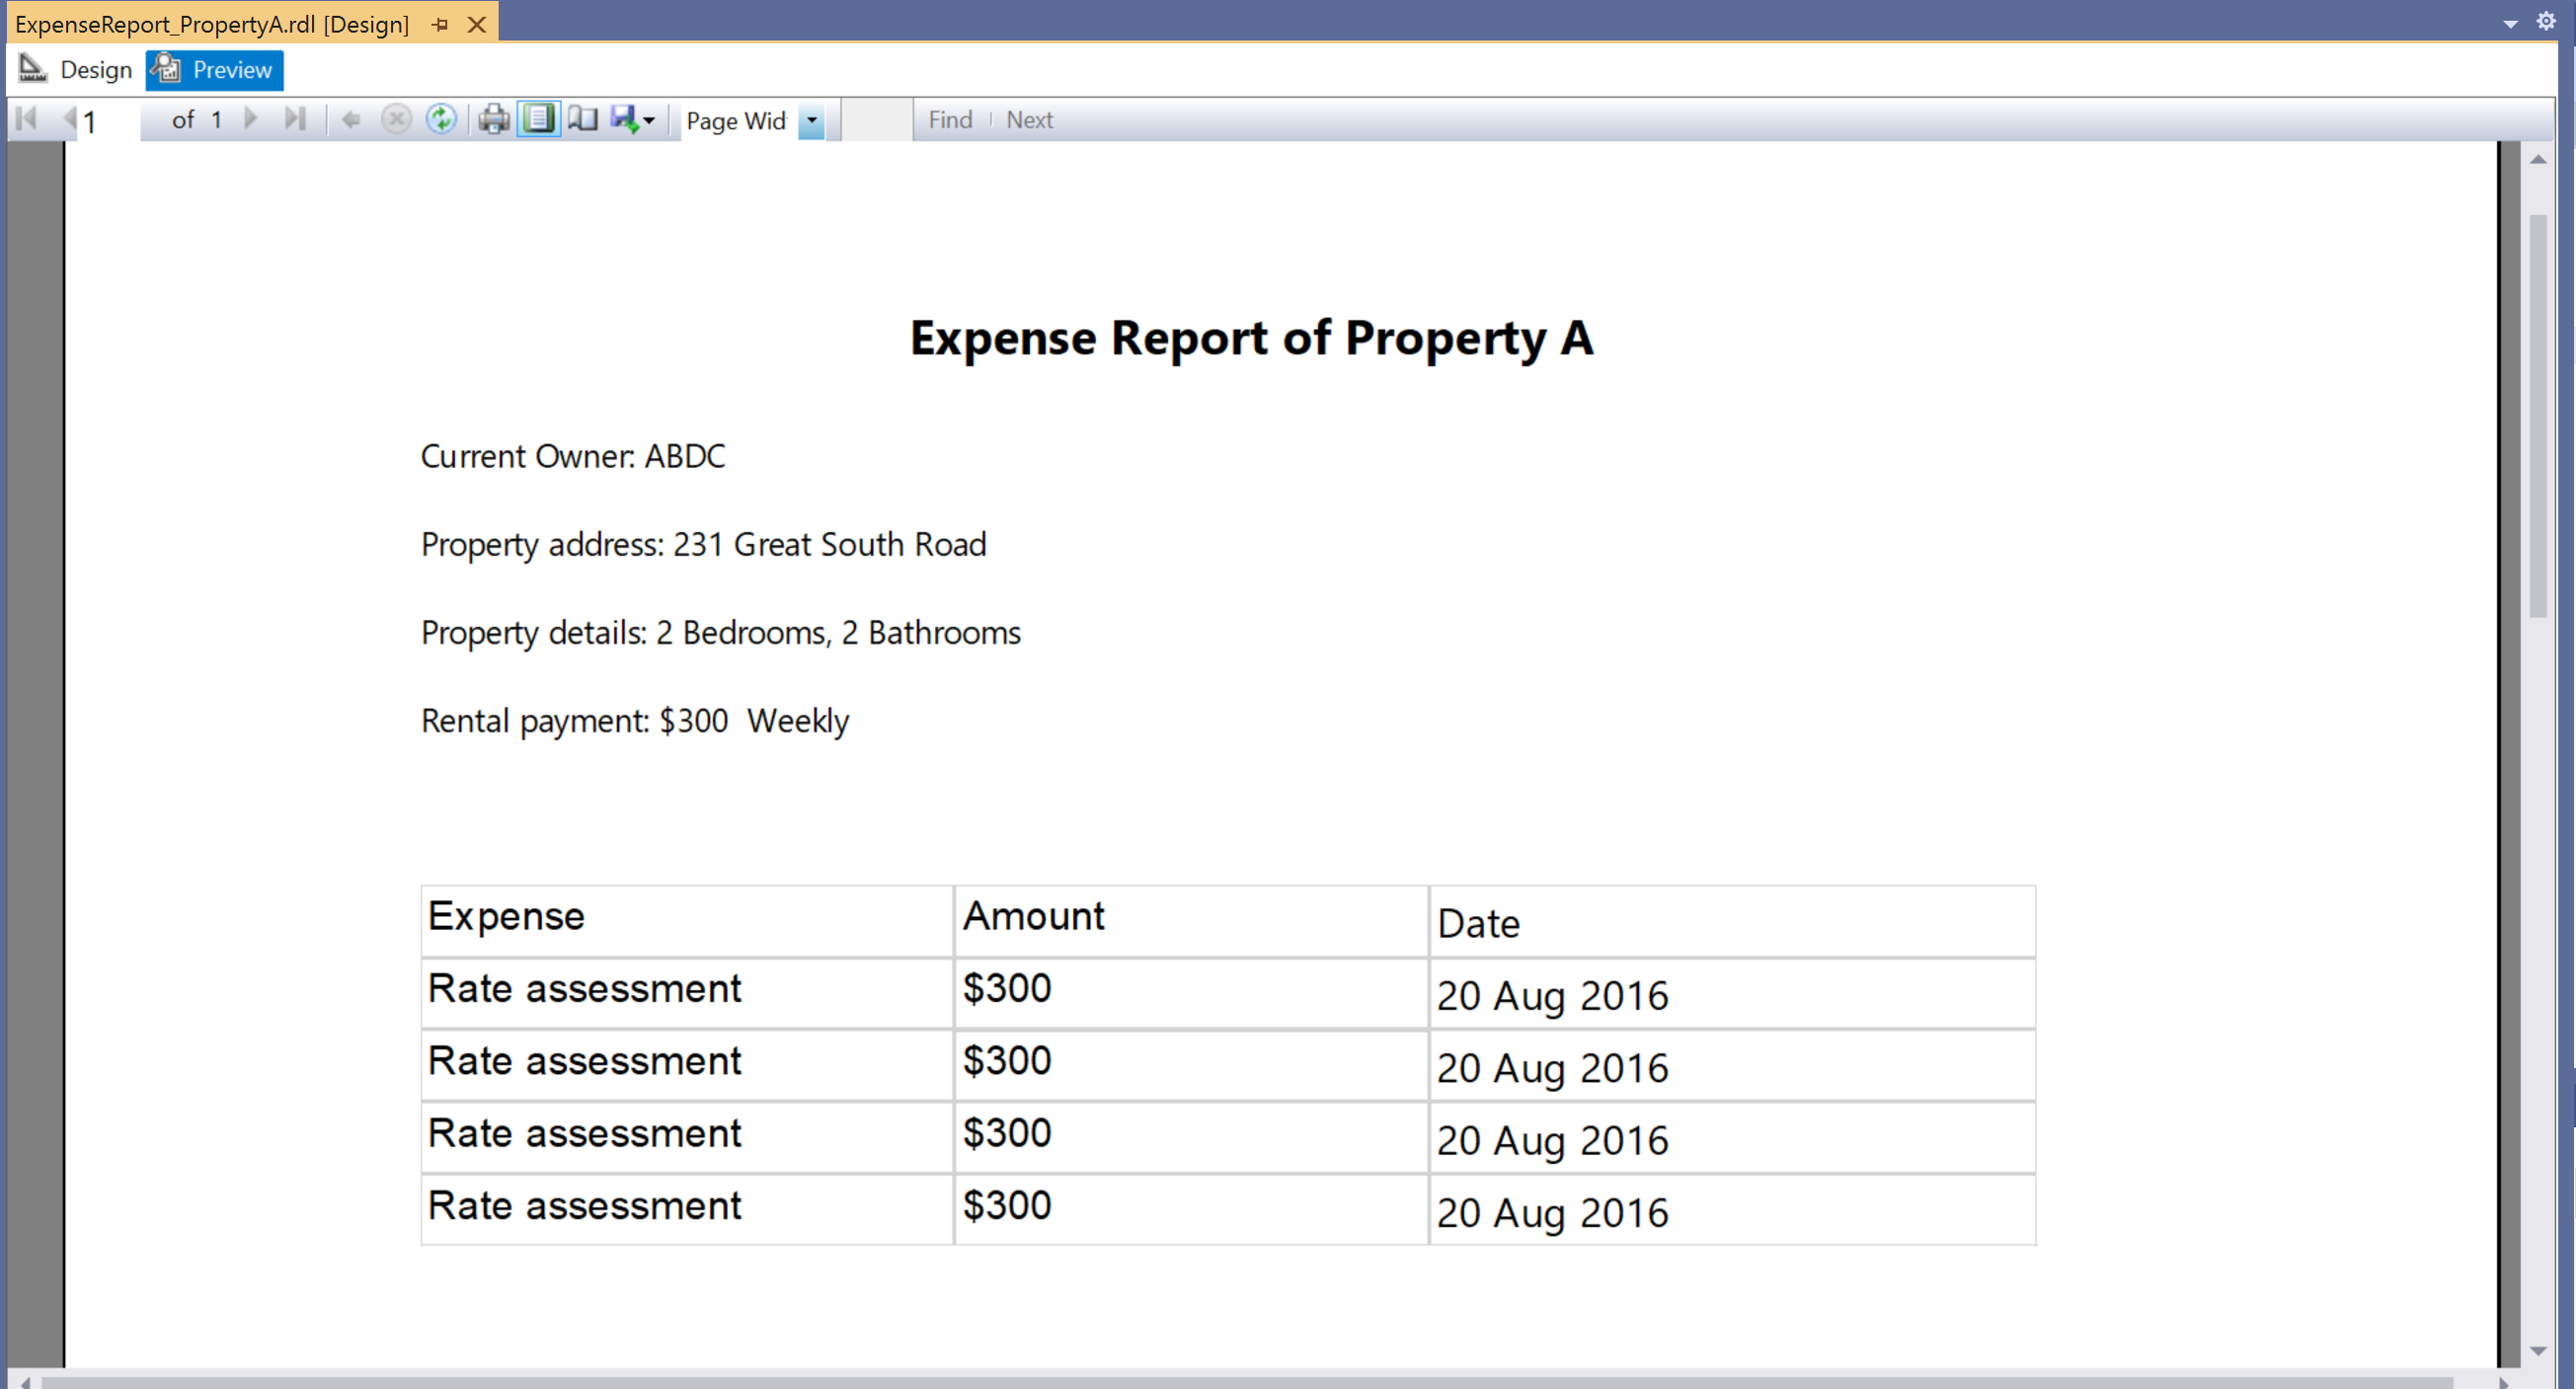 ExpenseReport_PropertyA.rdl [Design]
Design Preview
1 of 1 Page Wid Find Next
Expense Report of Property A
Current Owner: ABDC
Property address: 231 Great South Road
Property details: 2 Bedrooms, 2 Bathrooms
Rental payment: $300 Weekly
Expense Amount Date
Rate assessment $300 20 Aug 2016
Rate assessment $300 20 Aug 2016
Rate assessment $300 20 Aug 2016
Rate assessment $300 20 Aug 2016